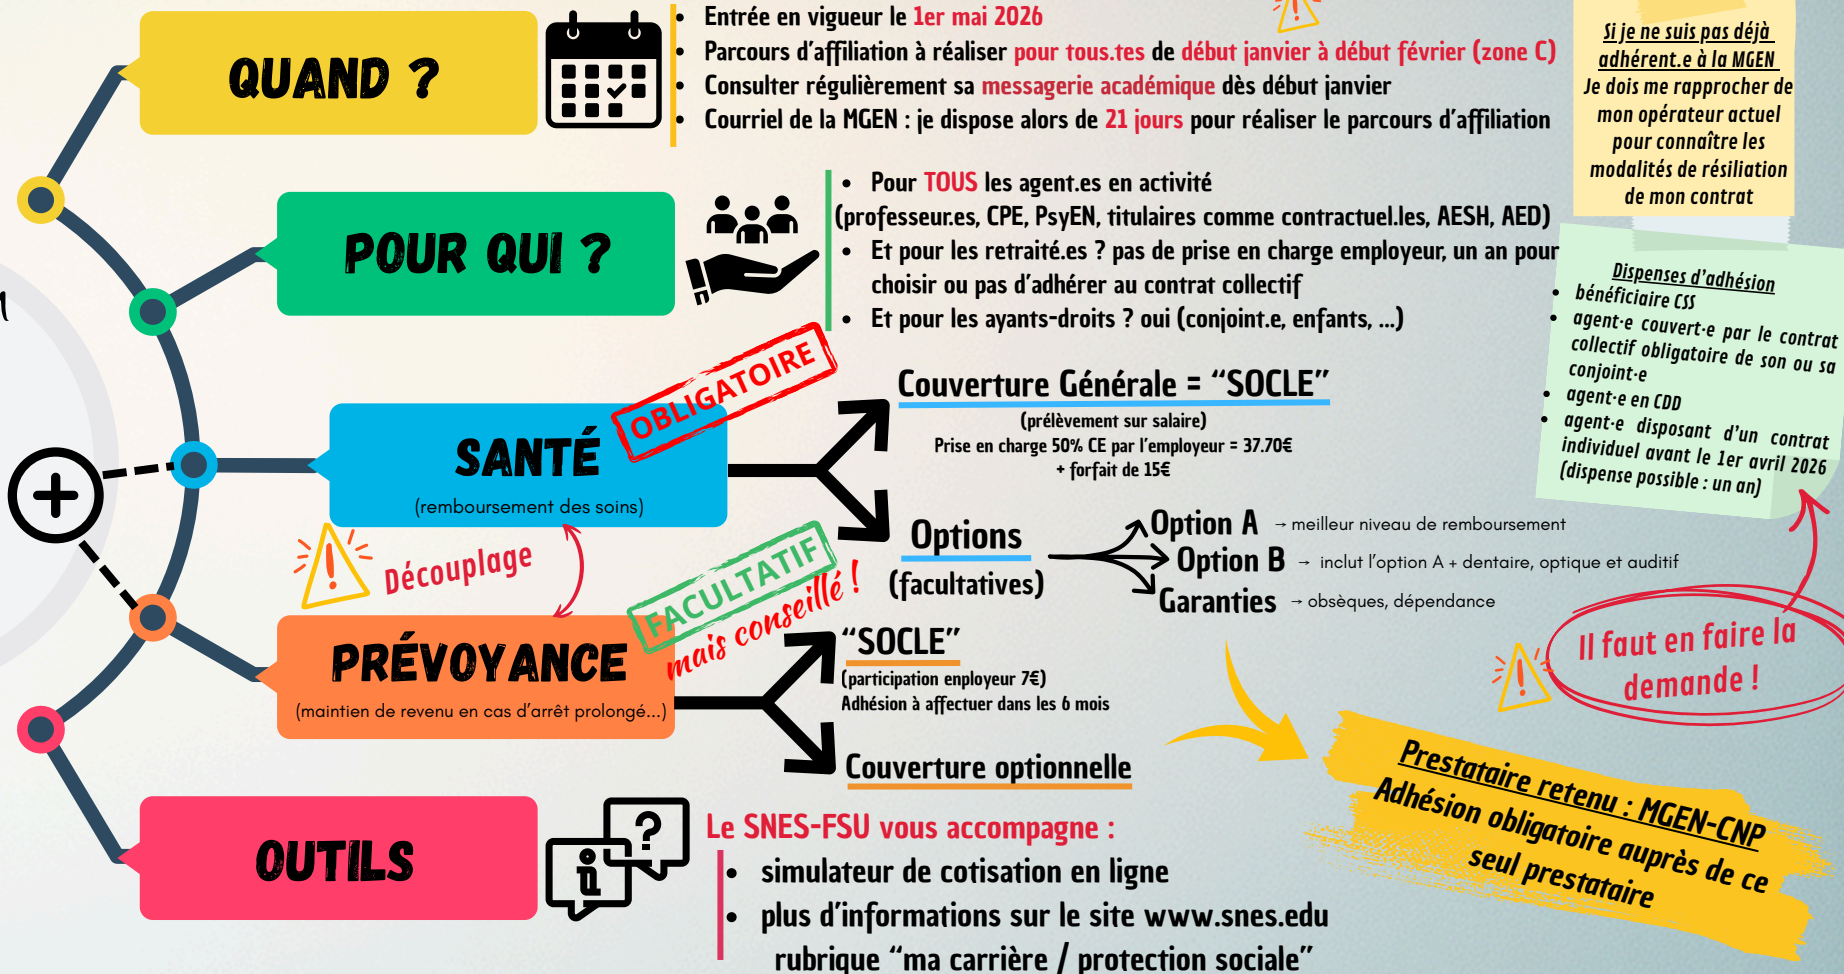 QUAND ?
Entrée en vigueur le 1er mai 2026
Parcours d'affiliation à réaliser pour tous.tes de début janvier à début février (zone C)
Consulter régulièrement sa messagerie académique dès début janvier
Courriel de la MGEN : je dispose alors de 21 jours pour réaliser le parcours d'affiliation
Si je ne suis pas déjà
adhérent.e à la MGEN
Je dois me rapprocher de
mon opérateur actuel
pour connaître les
modalités de résiliation
de mon contrat
POUR QUI ?
Pour TOUS les agent.es en activité
(professeur.es, CPE, PsyEN, titulaires comme contractuel.les, AESH, AED)
Et pour les retraité.es ? pas de prise en charge employeur, un an pour
choisir ou pas d'adhérer au contrat collectif
Et pour les ayants-droits ? oui (conjoint.e, enfants, ...)
Dispenses d'adhésion
bénéficiaire CSS
agent·e couvert·e par le contrat
collectif obligatoire de son ou sa
conjoint·e
agent·e en CDD
agent·e disposant d'un contrat
individuel avant le 1er avril 2026
(dispense possible : un an)
Il faut en faire la
demande !
SANTÉ
(remboursement des soins)
OBLIGATOIRE
Couverture Générale = "SOCLE"
(prélèvement sur salaire)
Prise en charge 50% CE par l'employeur = 37.70€
+ forfait de 15€
Options
(facultatives)
Option A → meilleur niveau de remboursement
Option B → inclut l'option A + dentaire, optique et auditif
Garanties → obsèques, dépendance
Découplage
PRÉVOYANCE
(maintien de revenu en cas d'arrêt prolongé...)
FACULTATIF
mais conseillé !
"SOCLE"
(participation enployeur 7€)
Adhésion à affectuer dans les 6 mois
Couverture optionnelle
Prestataire retenu : MGEN-CNP
Adhésion obligatoire auprès de ce
seul prestataire
OUTILS
Le SNES-FSU vous accompagne :
simulateur de cotisation en ligne
plus d'informations sur le site www.snes.edu
rubrique "ma carrière / protection sociale"